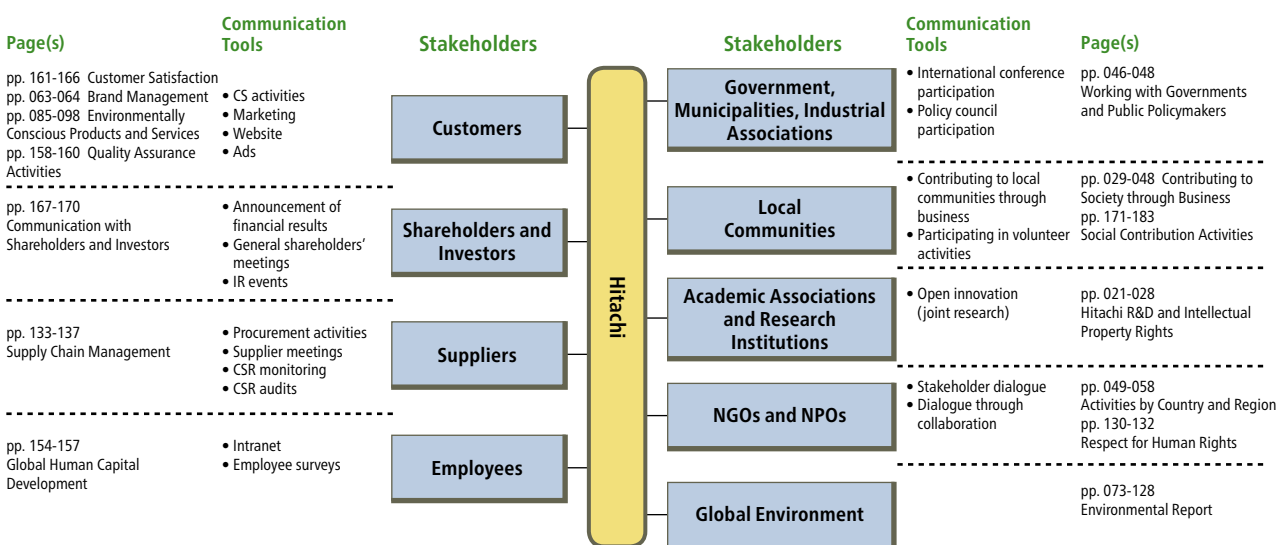 Page(s)
Communication
Tools
Stakeholders
pp. 161-166 Customer Satisfaction
pp. 063-064 Brand Management
pp. 085-098 Environmentally
Conscious Products and Services
pp. 158-160 Quality Assurance
Activities
• CS activities
• Marketing
• Website
• Ads
Customers
pp. 167-170
Communication with
Shareholders and Investors
• Announcement of
financial results
• General shareholders’
meetings
• IR events
Shareholders and
Investors
pp. 133-137
Supply Chain Management
• Procurement activities
• Supplier meetings
• CSR monitoring
• CSR audits
Suppliers
pp. 154-157
Global Human Capital
Development
• Intranet
• Employee surveys
Employees
Hitachi
Stakeholders
Communication
Tools
Page(s)
Government,
Municipalities, Industrial
Associations
• International conference
participation
• Policy council
participation
pp. 046-048
Working with Governments
and Public Policymakers
Local
Communities
• Contributing to local
communities through
business
• Participating in volunteer
activities
pp. 029-048 Contributing to
Society through Business
pp. 171-183
Social Contribution Activities
Academic Associations
and Research
Institutions
• Open innovation
(joint research)
pp. 021-028
Hitachi R&D and Intellectual
Property Rights
NGOs and NPOs
• Stakeholder dialogue
• Dialogue through
collaboration
pp. 049-058
Activities by Country and Region
pp. 130-132
Respect for Human Rights
Global Environment
pp. 073-128
Environmental Report